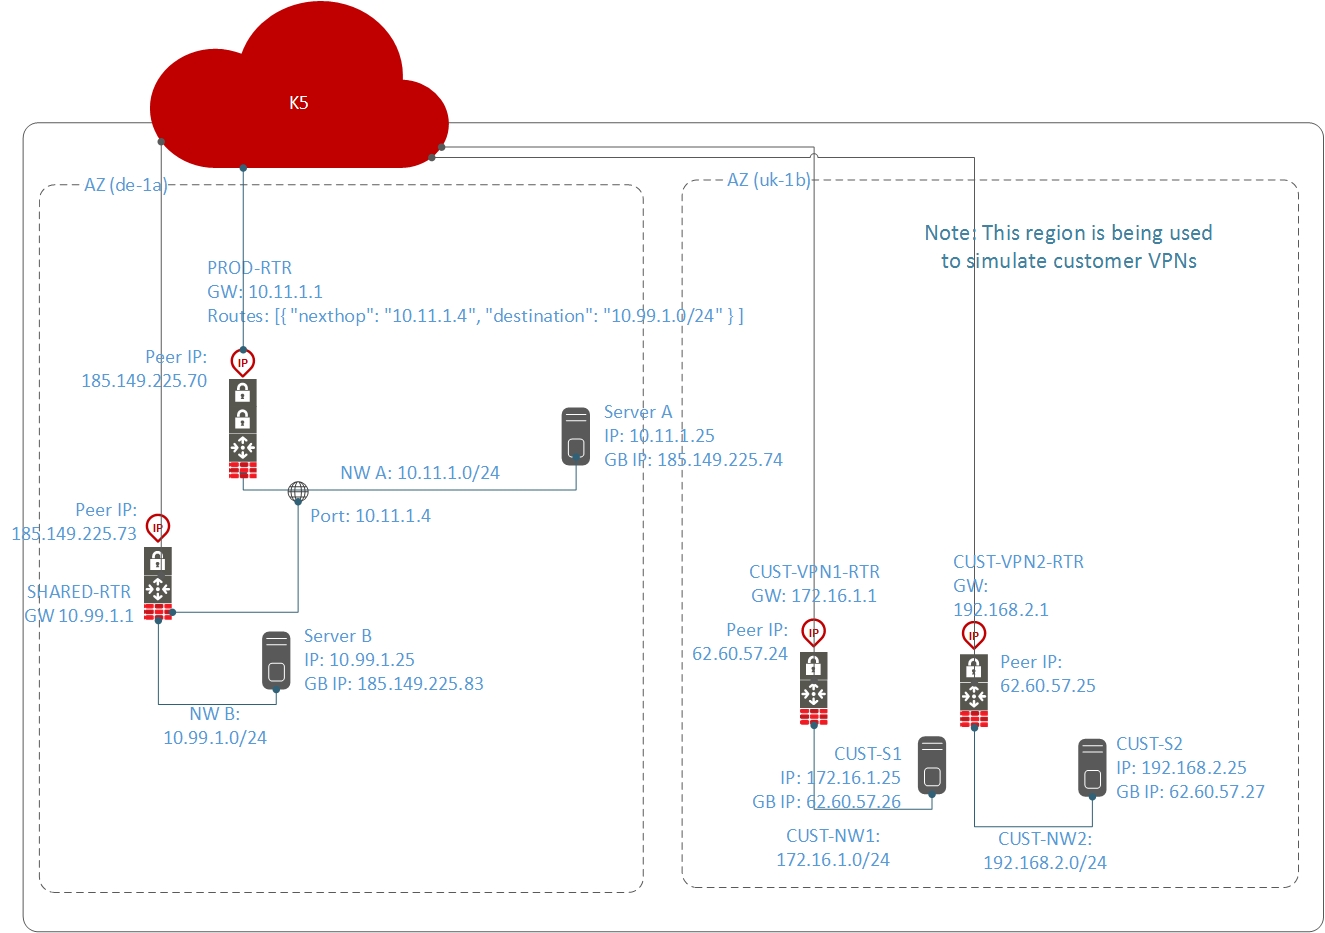 K5
AZ (de-1a)
AZ (uk-1b)
Note: This region is being used
to simulate customer VPNs
PROD-RTR
GW: 10.11.1.1
Routes: [{ "nexthop": "10.11.1.4", "destination": "10.99.1.0/24" } ]
Peer IP:
185.149.225.70
IP
Server A
IP: 10.11.1.25
GB IP: 185.149.225.74
NW A: 10.11.1.0/24
Port: 10.11.1.4
Peer IP:
185.149.225.73
IP
SHARED-RTR
GW 10.99.1.1
Server B
IP: 10.99.1.25
GB IP: 185.149.225.83
NW B:
10.99.1.0/24
CUST-VPN1-RTR
GW: 172.16.1.1
Peer IP:
62.60.57.24
IP
CUST-VPN2-RTR
GW:
192.168.2.1
IP
Peer IP:
62.60.57.25
CUST-S1
IP: 172.16.1.25
GB IP: 62.60.57.26
CUST-NW1:
172.16.1.0/24
CUST-S2
IP: 192.168.2.25
GB IP: 62.60.57.27
CUST-NW2:
192.168.2.0/24